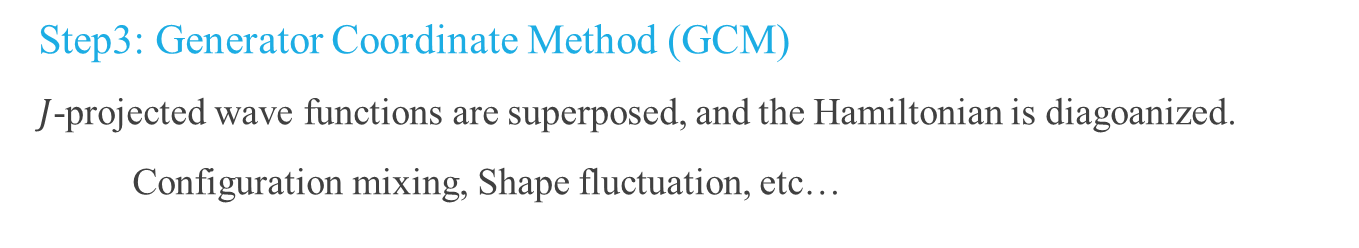 Step3: Generator Coordinate Method (GCM)
J-projected wave functions are superposed, and the Hamiltonian is diagoanized.
Configuration mixing, Shape fluctuation, etc…